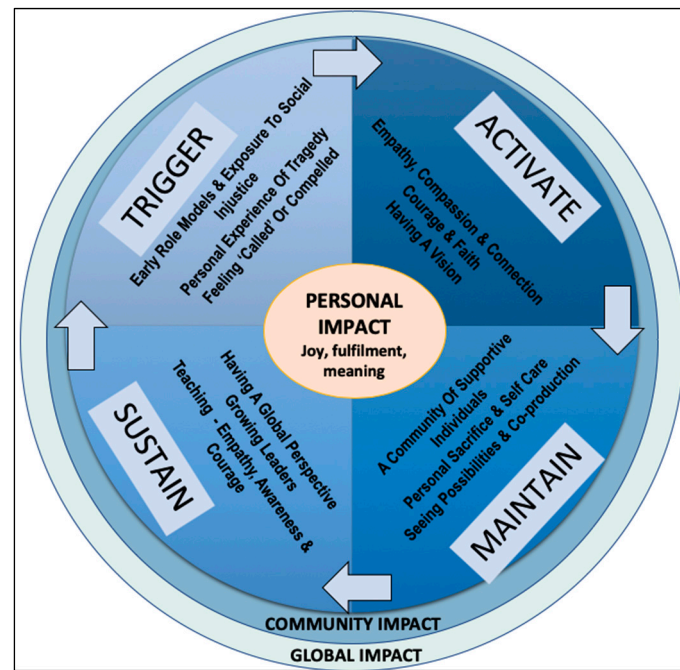 TRIGGER
Early Role Models & Exposure To Social
Injustice
Personal Experience Of Tragedy
Feeling 'Called' Or Compelled
ACTIVATE
Empathy, Compassion & Connection
Courage & Faith
Having A Vision
PERSONAL
IMPACT
Joy, fulfilment,
meaning
A Community Of Supportive
Individuals
Personal Sacrifice & Self Care
Seeing Possibilities & Co-production
MAINTAIN
Having A Global Perspective
Growing Leaders
Teaching - Empathy, Awareness &
Courage
SUSTAIN
COMMUNITY IMPACT
GLOBAL IMPACT